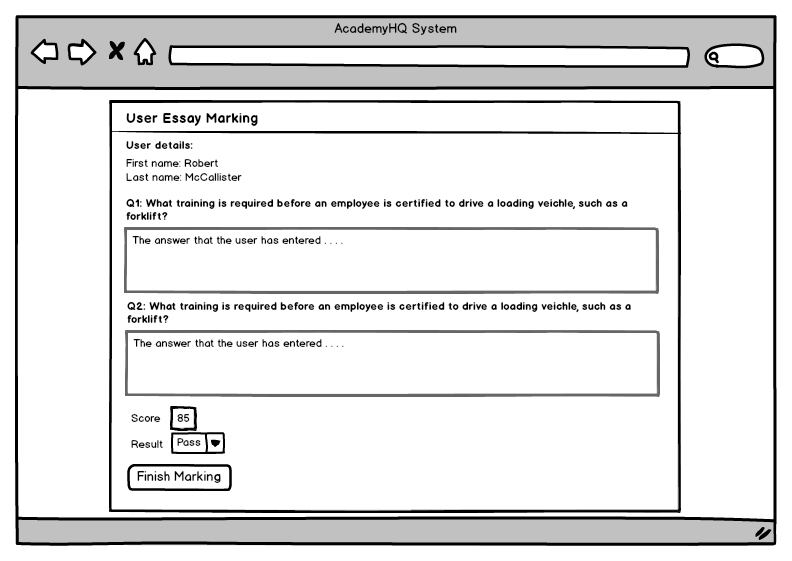 AcademyHQ System
User Essay Marking
User details:
First name: Robert
Last name: McCallister
Q1: What training is required before an employee is certified to drive a loading veichle, such as a
forklift?
The answer that the user has entered . . . .
Q2: What training is required before an employee is certified to drive a loading veichle, such as a
forklift?
The answer that the user has entered . . . .
Score 85
Result Pass
Finish Marking